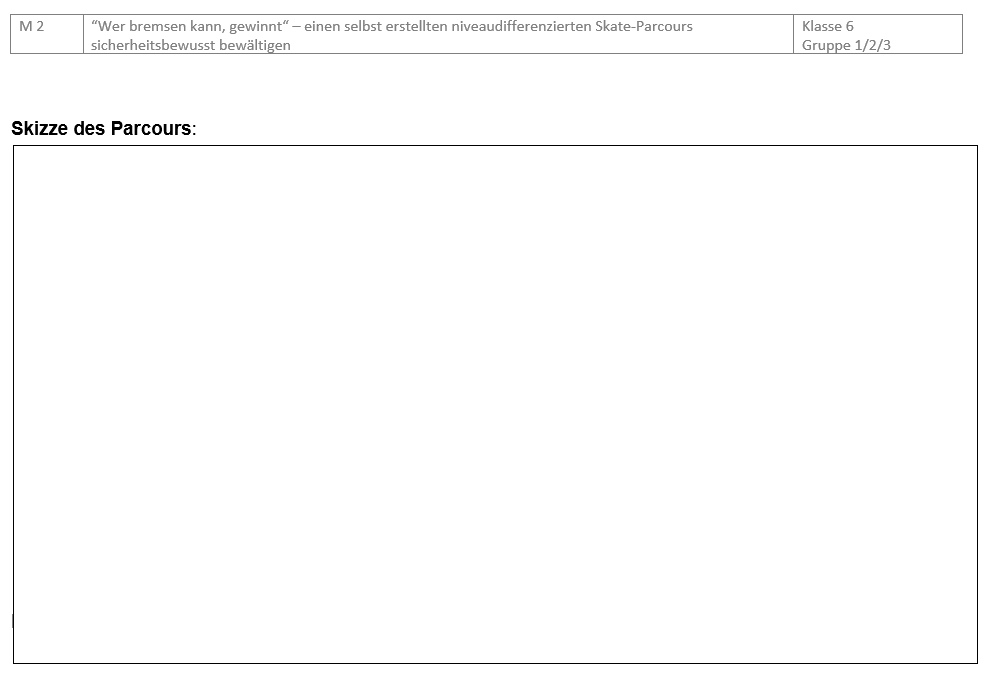 M 2
“Wer bremsen kann, gewinnt“ – einen selbst erstellten niveaudifferenzierten Skate-Parcours
sicherheitsbewusst bewältigen
Klasse 6
Gruppe 1/2/3
Skizze des Parcours: